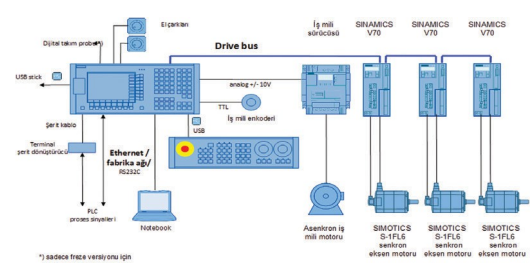 El çarkları
Dijital takım probe*)
USB stick
Şerit kablo
Terminal
şerit dönüştürücü
PLC
proses sinyalleri
Ethernet /
fabrika ağı/
RS232C
Notebook
Drive bus
analog +/- 10V
TTL
İş mili enkoderi
USB
İş mili
sürücüsü
Asenkron iş
mili motoru
SINAMICS
V70
SINAMICS
V70
SINAMICS
V70
SIMOTICS
S-1FL6
senkron
eksen motoru
SIMOTICS
S-1FL6
senkron
eksen motoru
SIMOTICS
S-1FL6
senkron
eksen motoru
*) sadece freze versiyonu için